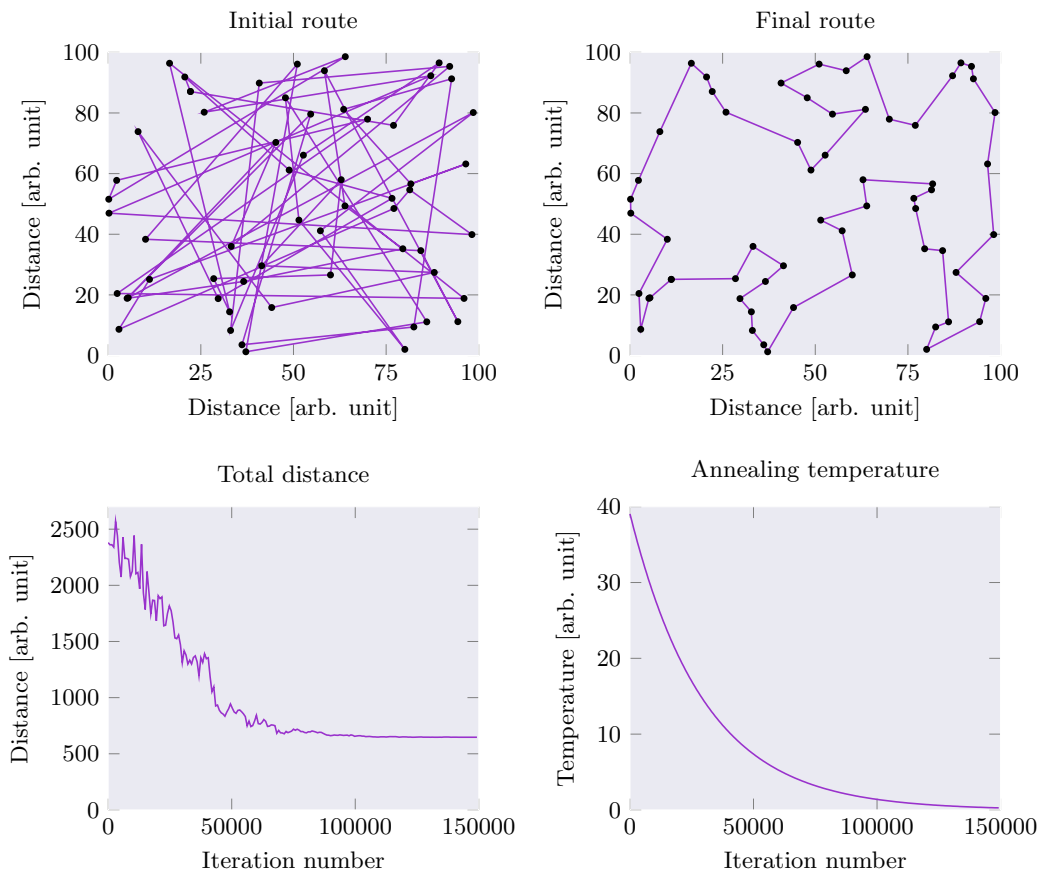 Initial route
100
80
60
40
20
0
Distance [arb. unit]
0 25 50 75 100
Distance [arb. unit]
Final route
100
80
60
40
20
0
Distance [arb. unit]
0 25 50 75 100
Distance [arb. unit]
Total distance
2500
2000
1500
1000
500
0
Distance [arb. unit]
0 50000 100000 150000
Iteration number
Annealing temperature
40
30
20
10
0
Temperature [arb. unit]
0 50000 100000 150000
Iteration number